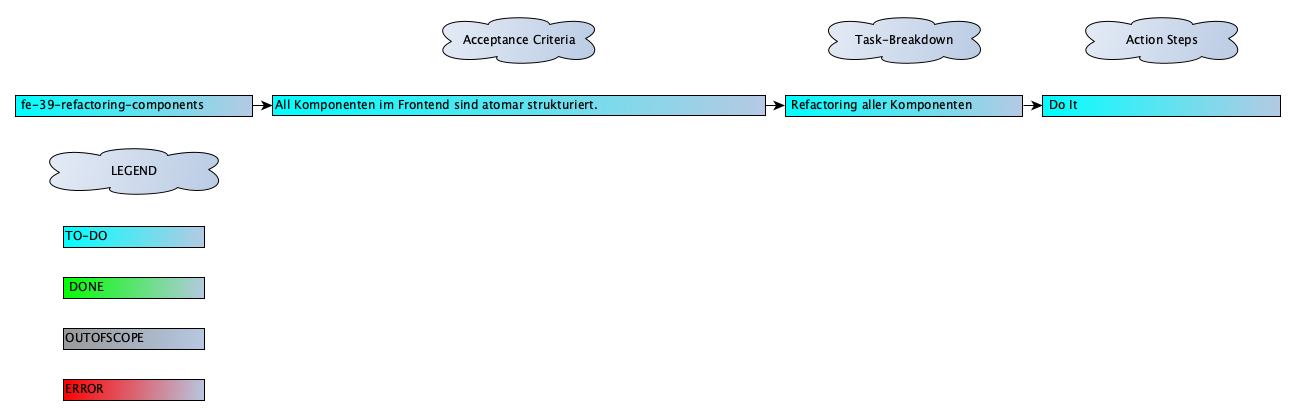 Acceptance Criteria
Task-Breakdown
Action Steps
fe-39-refactoring-components
All Komponenten im Frontend sind atomar strukturiert.
Refactoring aller Komponenten
Do It
LEGEND
TO-DO
DONE
OUTOFSCOPE
ERROR